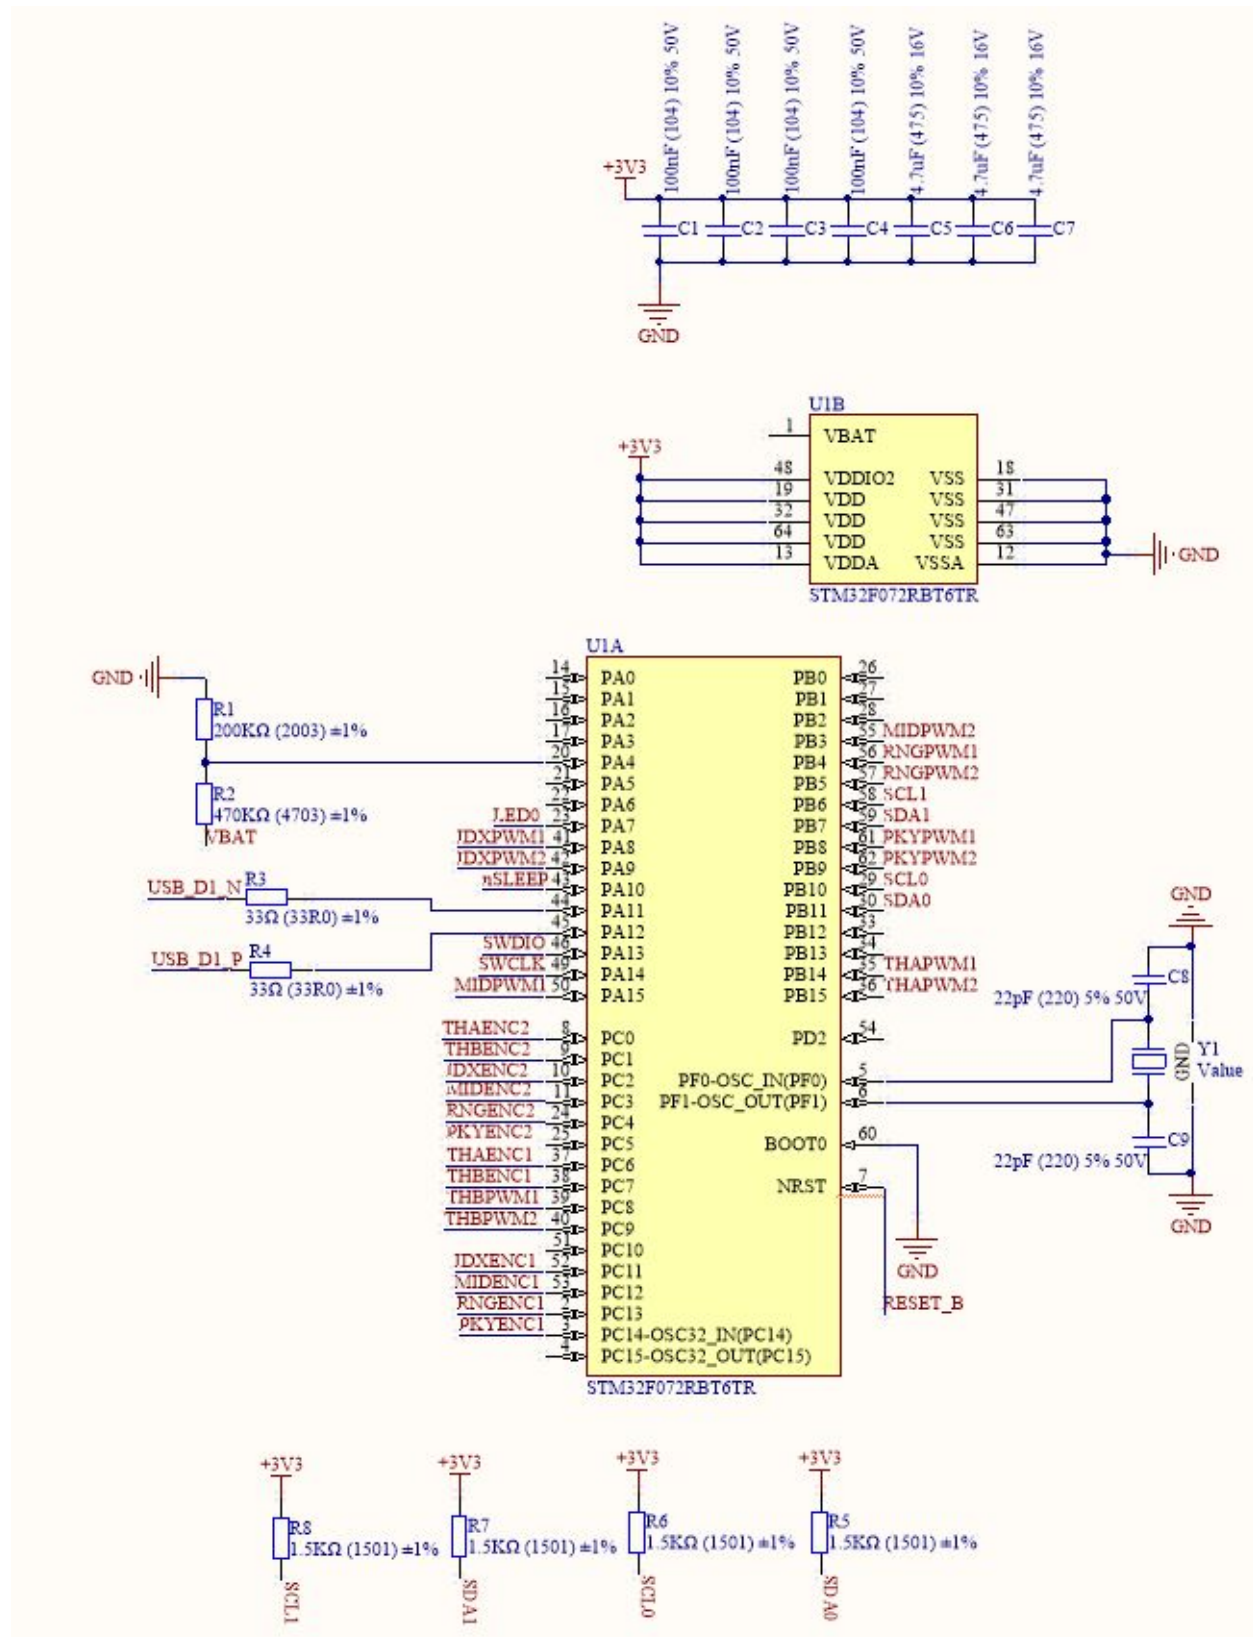 100nF (104) 10% 50V
100nF (104) 10% 50V
100nF (104) 10% 50V
100nF (104) 10% 50V
4.7uF (475) 10% 16V
4.7uF (475) 10% 16V
4.7uF (475) 10% 16V
+3V3
C1 C2 C3 C4 C5 C6 C7
GND
U1B
1 VBAT
+3V3
48 VDDIO2 VSS 18
19 VDD VSS 31
32 VDD VSS 47
64 VDD VSS 63
13 VDDA VSSA 12
GND
STM32F072RBT6TR
U1A
GND
R1
200KΩ (2003) ±1%
R2
470KΩ (4703) ±1%
VBAT
USB_D1_N R3
33Ω (33R0) ±1%
USB_D1_P R4
33Ω (33R0) ±1%
14 PA0 PB0 26
15 PA1 PB1 27
16 PA2 PB2 28
17 PA3 PB3 55 MIDPWM2
20 PA4 PB4 56 RNGPWM1
21 PA5 PB5 57 RNGPWM2
22 PA6 PB6 58 SCL1
LED0 23 PA7 PB7 59 SDA1
IDXPWM1 41 PA8 PB8 61 PKYPWM1
IDXPWM2 42 PA9 PB9 62 PKYPWM2
nSLEEP 43 PA10 PB10 29 SCL0
44 PA11 PB11 30 SDA0
45 PA12 PB12 33
SWDIO 46 PA13 PB13 34
SWCLK 49 PA14 PB14 35 THAPWM1
MIDPWM1 50 PA15 PB15 36 THAPWM2
THAENC2 8 PC0 PD2 54
THBENC2 9 PC1
IDXENC2 10 PC2 PF0-OSC_IN(PF0) 5
MIDENC2 11 PC3 PF1-OSC_OUT(PF1) 6
RNGENC2 24 PC4
PKYENC2 25 PC5 BOOT0 60
THAENC1 37 PC6
THBENC1 38 PC7 NRST 7
THBPWM1 39 PC8
THBPWM2 40 PC9
51 PC10
IDXENC1 52 PC11
MIDENC1 53 PC12
RNGENC1 2 PC13
PKYENC1 3 PC14-OSC32_IN(PC14)
4 PC15-OSC32_OUT(PC15)
STM32F072RBT6TR
GND
C8
22pF (220) 5% 50V
GND
Y1
Value
C9
22pF (220) 5% 50V
GND
GND
RESET_B
+3V3 +3V3 +3V3 +3V3
R8 R7 R6 R5
1.5KΩ (1501) ±1% 1.5KΩ (1501) ±1% 1.5KΩ (1501) ±1% 1.5KΩ (1501) ±1%
SCL1 SDA1 SCL0 SDA0